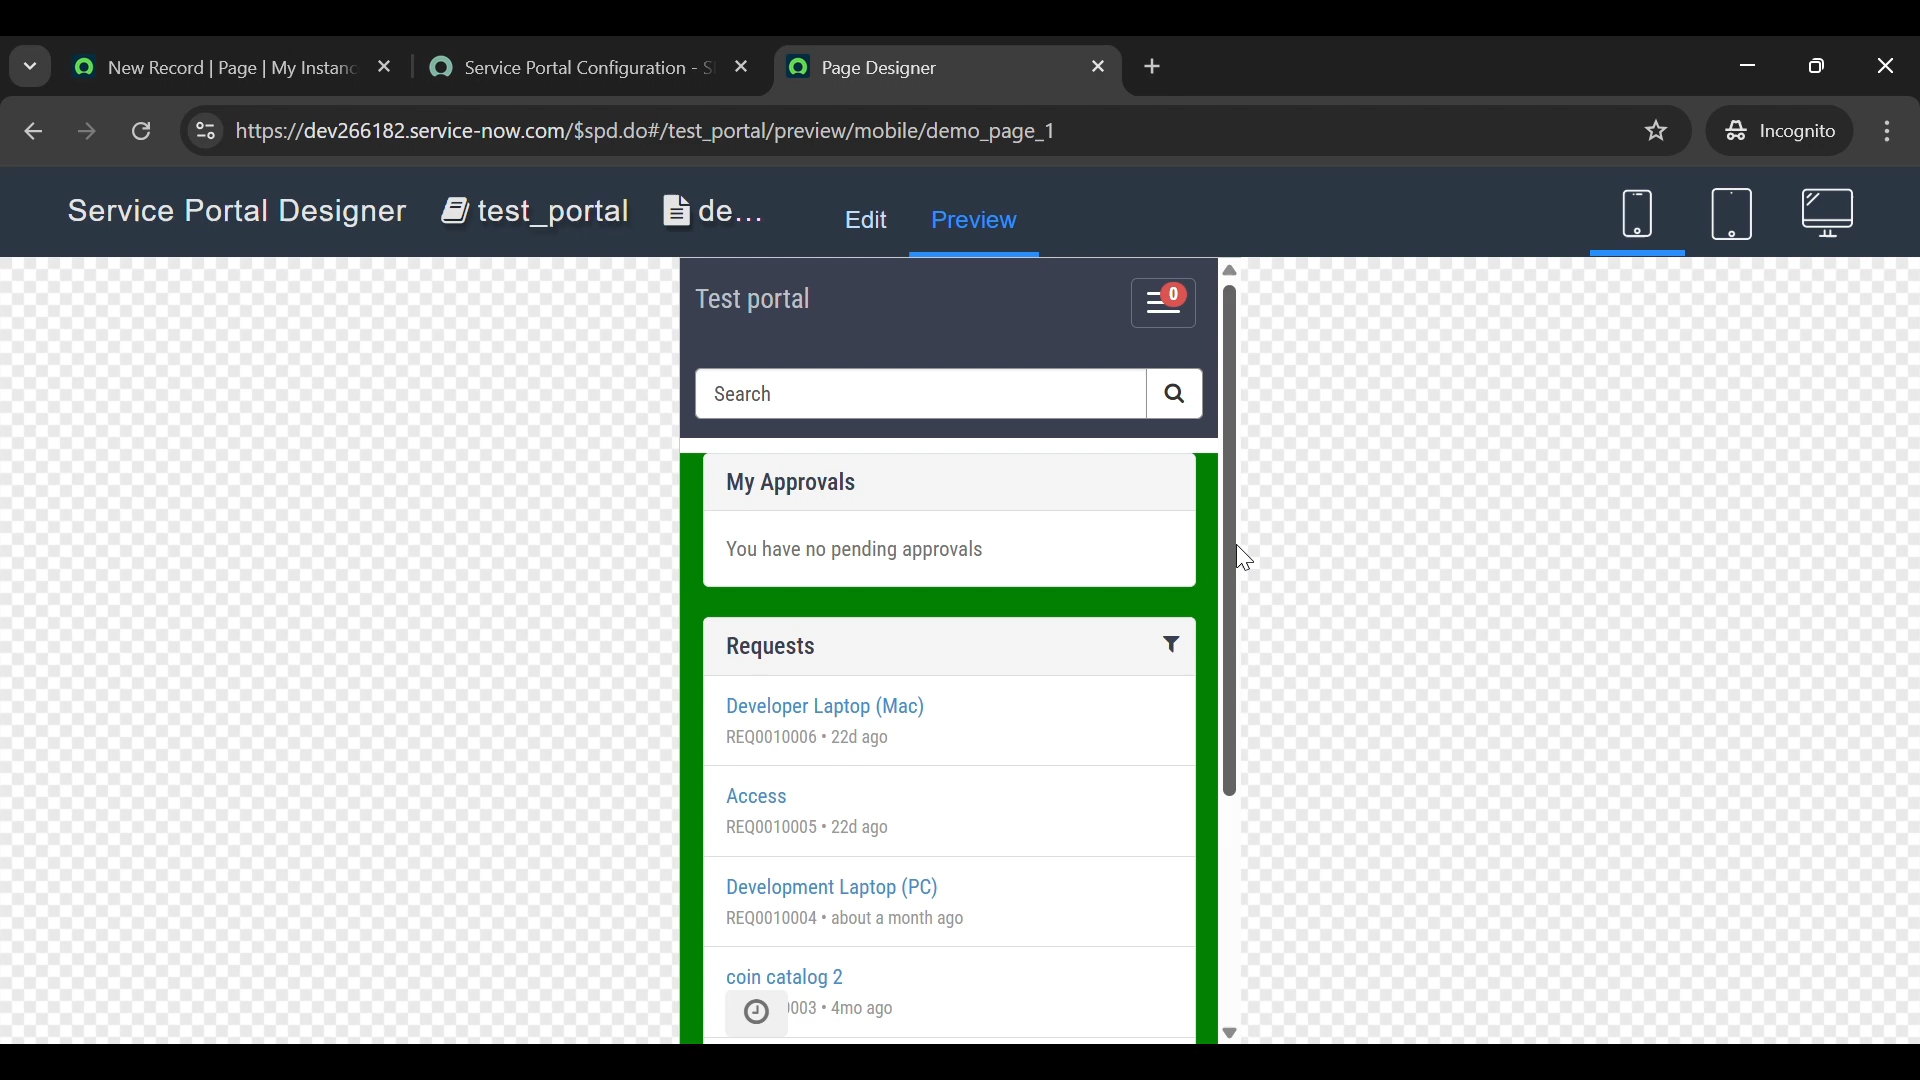 New Record | Page | My Instanc
Service Portal Configuration - S
Page Designer
https://dev266182.service-now.com/$spd.do#/test_portal/preview/mobile/demo_page_1
Incognito
Service Portal Designer
test_portal
de...
Edit
Preview
Test portal
0
Search
My Approvals
You have no pending approvals
Requests
Developer Laptop (Mac)
REQ0010006 • 22d ago
Access
REQ0010005 • 22d ago
Development Laptop (PC)
REQ0010004 • about a month ago
coin catalog 2
003 • 4mo ago